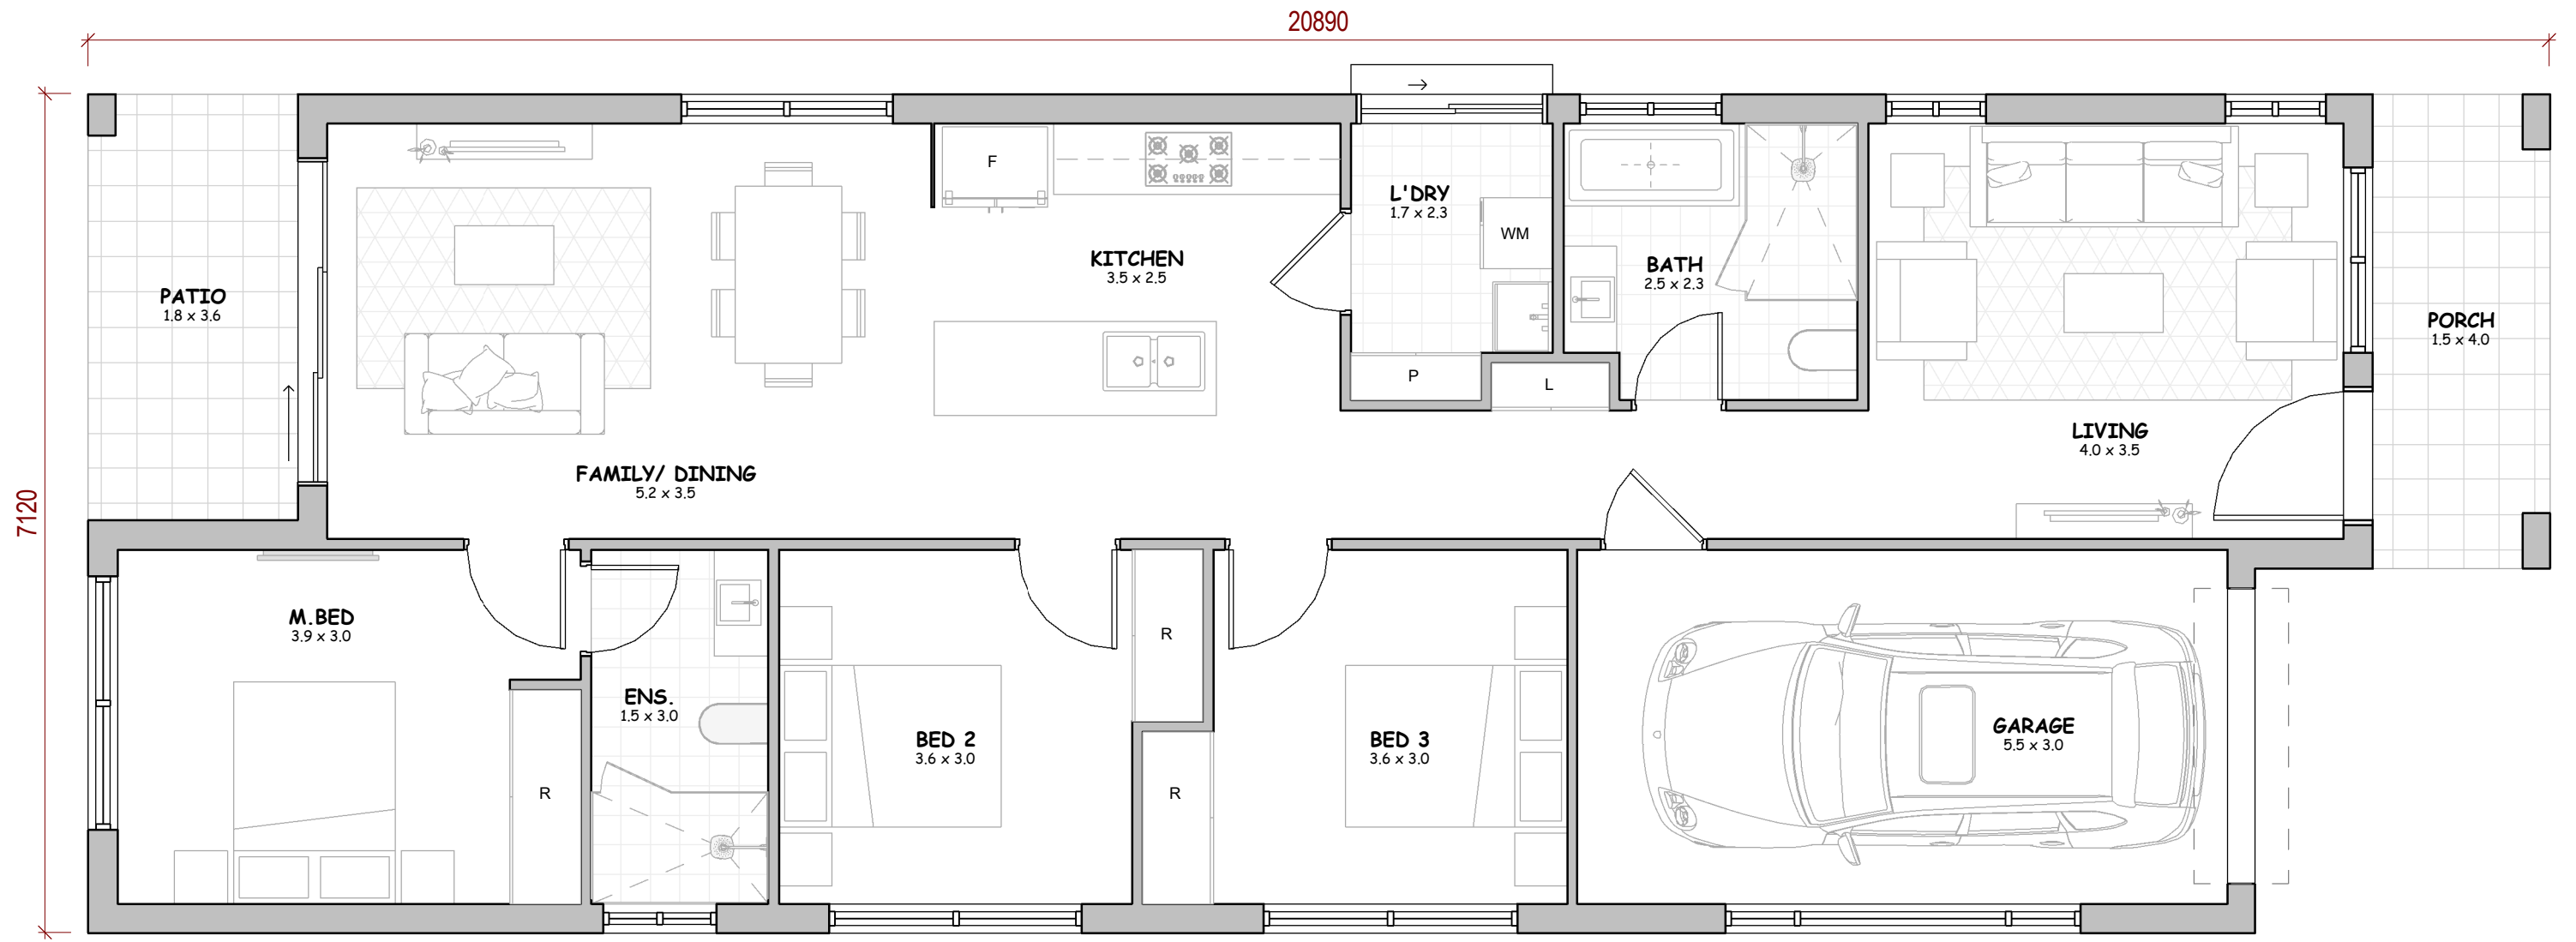 20890
7120
PATIO
1.8 x 3.6
FAMILY/ DINING
5.2 x 3.5
F
KITCHEN
3.5 x 2.5
L'DRY
1.7 x 2.3
WM
P
L
BATH
2.5 x 2.3
LIVING
4.0 x 3.5
PORCH
1.5 x 4.0
M.BED
3.9 x 3.0
R
ENS.
1.5 x 3.0
BED 2
3.6 x 3.0
R
R
BED 3
3.6 x 3.0
GARAGE
5.5 x 3.0